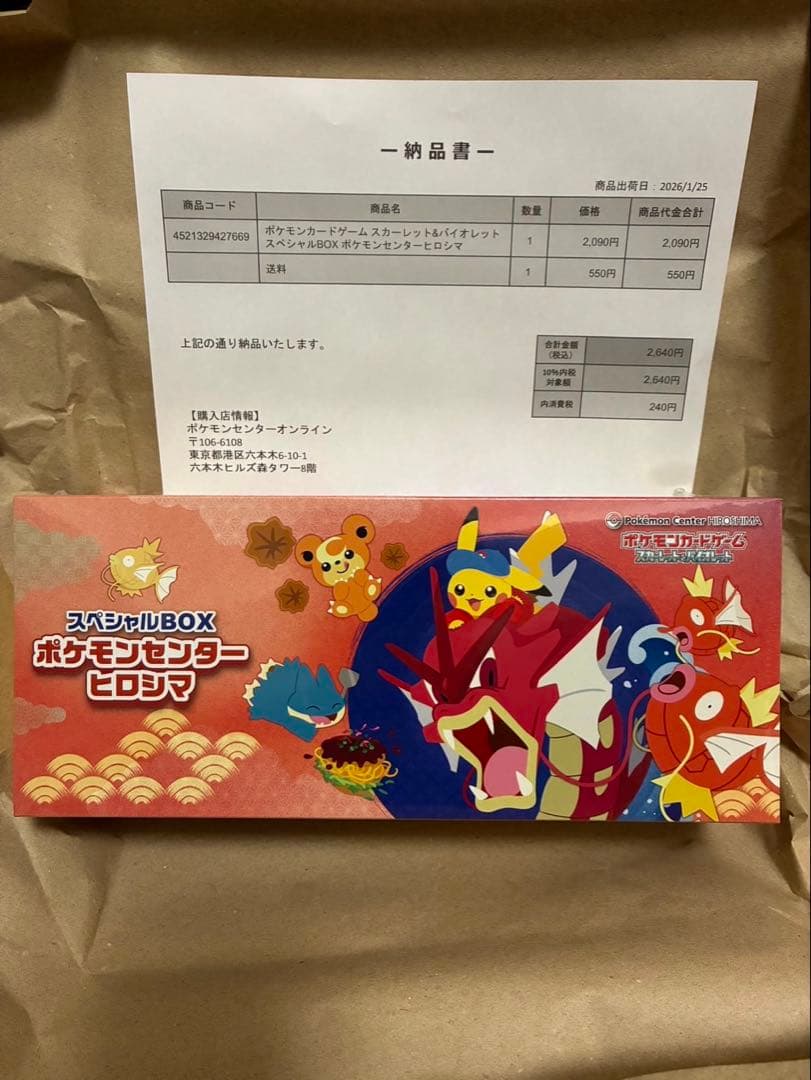 ー納品書ー
商品出荷日：2026/1/25
商品コード 商品名 数量 価格 商品代金合計
4521329427669 ポケモンカードゲーム スカーレット&バイオレット スペシャルBOX ポケモンセンターヒロシマ 1 2,090円 2,090円
送料 1 550円 550円
上記の通り納品いたします。
合計金額（税込） 2,640円
10%内税対象額 2,640円
内消費税 240円
【購入店情報】
ポケモンセンターオンライン
〒106-6108
東京都港区六本木6-10-1
六本木ヒルズ森タワー8階
Pokémon Center HIROSHIMA
ポケモンカードゲーム
スカーレット&バイオレット
スペシャルBOX
ポケモンセンター
ヒロシマ